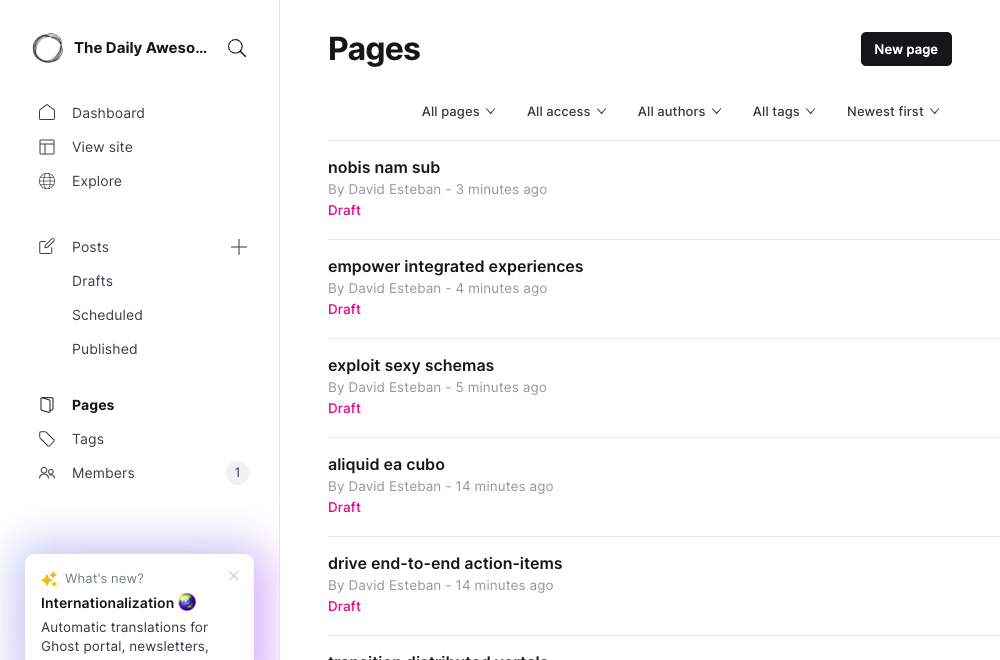 The Daily Aweso...
Dashboard
View site
Explore
Posts
Drafts
Scheduled
Published
Pages
Tags
Members
1
What's new?
Internationalization
Automatic translations for
Ghost portal, newsletters,
Pages
New page
All pages
All access
All authors
All tags
Newest first
nobis nam sub
By David Esteban - 3 minutes ago
Draft
empower integrated experiences
By David Esteban - 4 minutes ago
Draft
exploit sexy schemas
By David Esteban - 5 minutes ago
Draft
aliquid ea cubo
By David Esteban - 14 minutes ago
Draft
drive end-to-end action-items
By David Esteban - 14 minutes ago
Draft